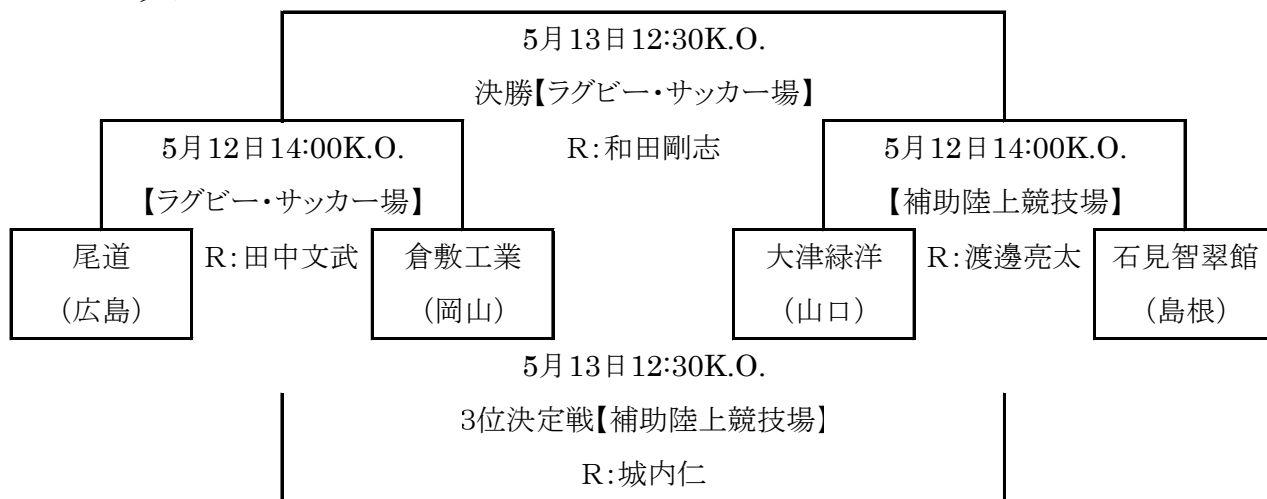 5月13日12:30K.O.
決勝【ラグビー・サッカー場】
R:和田剛志
5月12日14:00K.O.
【ラグビー・サッカー場】
R:田中文武
5月12日14:00K.O.
【補助陸上競技場】
R:渡邊亮太
尾道
(広島)
倉敷工業
(岡山)
大津緑洋
(山口)
石見智翠館
(島根)
5月13日12:30K.O.
3位決定戦【補助陸上競技場】
R:城内仁